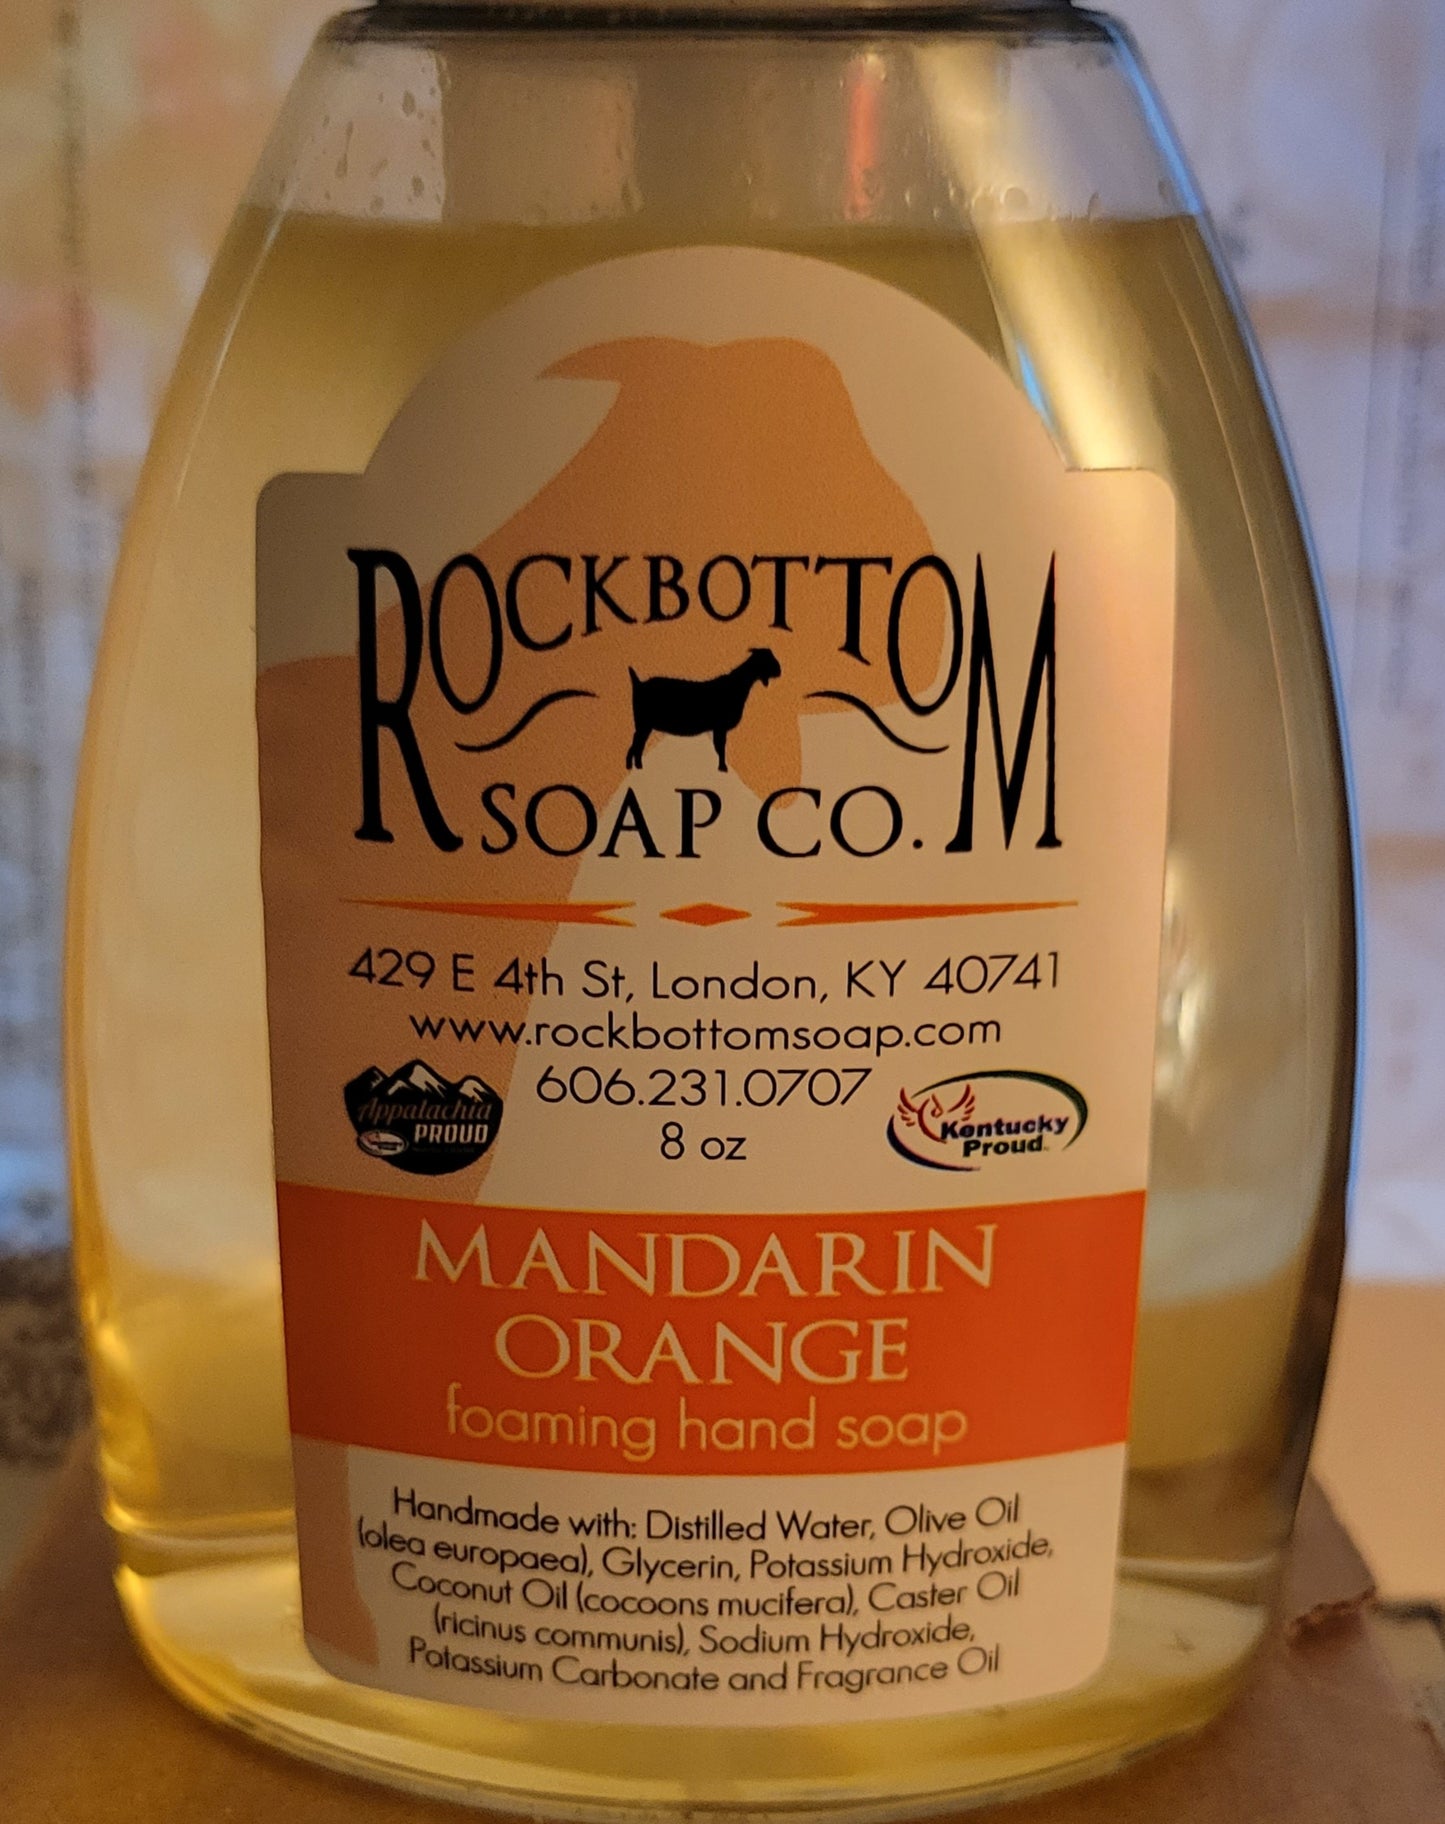 ROCKBOTTOM
SOAP CO.
429 E 4th St, London, KY 40741
www.rockbottomsoap.com
606.231.0707
8 oz
Appalachia
PROUD
Kentucky
Proud
MANDARIN
ORANGE
foaming hand soap
Handmade with: Distilled Water, Olive Oil
(olea europaea), Glycerin, Potassium Hydroxide,
Coconut Oil (cocoons mucifera), Caster Oil
(ricinus communis), Sodium Hydroxide,
Potassium Carbonate and Fragrance Oil